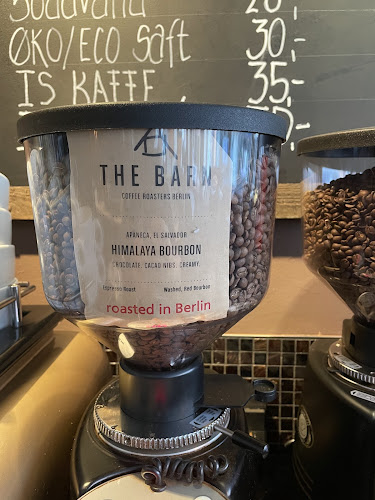 Sodavand 20,-
ØKO/ECO Saft 30,-
IS KAFFE 35,-
THE BARN
COFFEE ROASTERS BERLIN
APANECA, EL SALVADOR
HIMALAYA BOURBON
CHOCOLATE. CACAO NIBS. CREAMY.
Espresso Roast Washed, Red Bourbon
roasted in Berlin